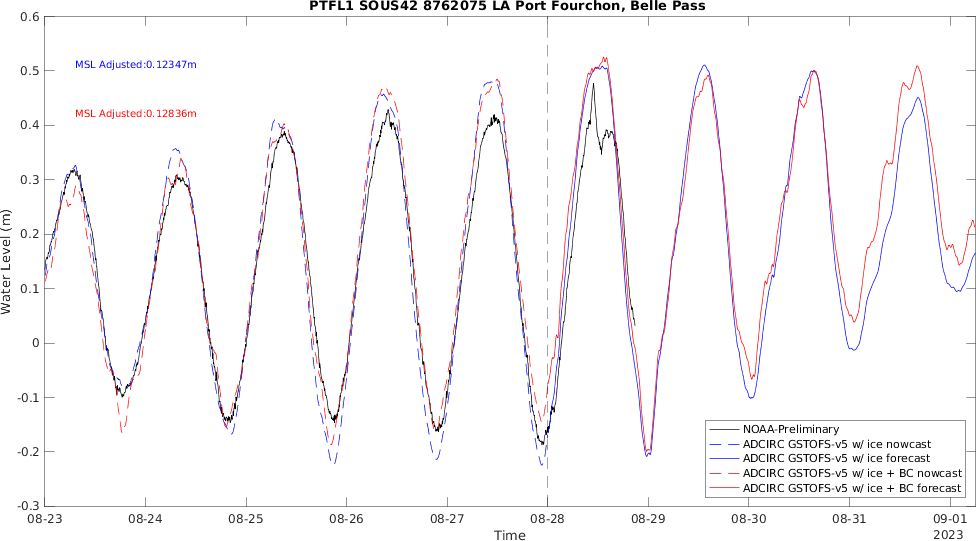 PTFL1 SOUS42 8762075 LA Port Fourchon, Belle Pass
0.6
0.5
0.4
0.3
0.2
0.1
0
-0.1
-0.2
-0.3
Water Level (m)
MSL Adjusted:0.12347m
MSL Adjusted:0.12836m
NOAA-Preliminary
ADCIRC GSTOFS-v5 w/ ice nowcast
ADCIRC GSTOFS-v5 w/ ice forecast
ADCIRC GSTOFS-v5 w/ ice + BC nowcast
ADCIRC GSTOFS-v5 w/ ice + BC forecast
08-23 08-24 08-25 08-26 08-27 08-28 08-29 08-30 08-31 09-01
2023
Time